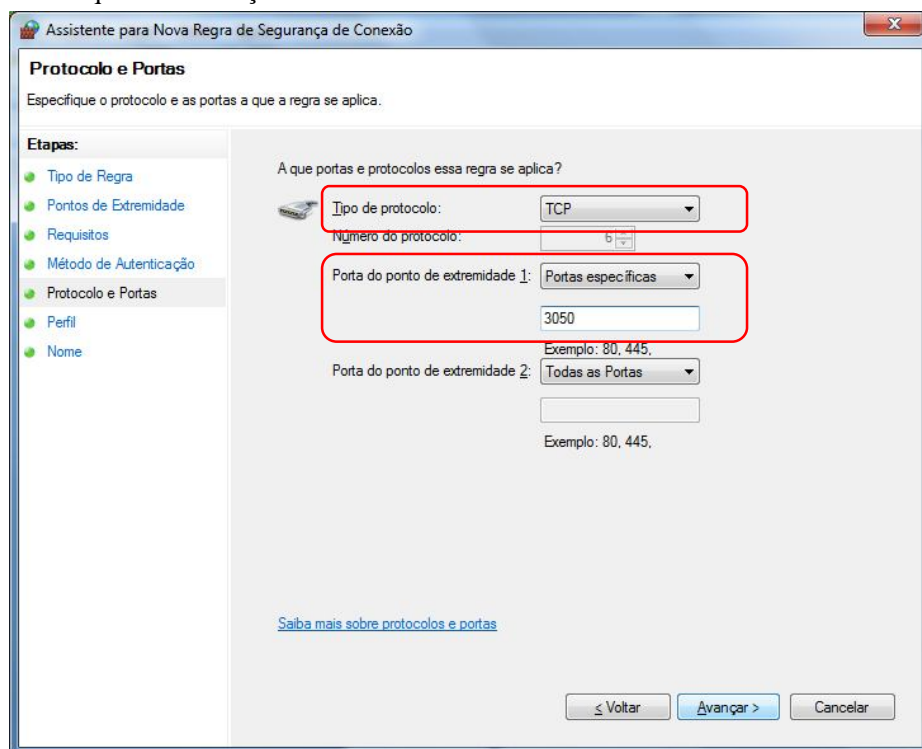 Assistente para Nova Regra de Segurança de Conexão
Protocolo e Portas
Especifique o protocolo e as portas a que a regra se aplica.
Etapas:
Tipo de Regra
Pontos de Extremidade
Requisitos
Método de Autenticação
Protocolo e Portas
Perfil
Nome
A que portas e protocolos essa regra se aplica?
Tipo de protocolo: TCP
Número do protocolo: 6
Porta do ponto de extremidade 1: Portas específicas
3050
Exemplo: 80, 445,
Porta do ponto de extremidade 2: Todas as Portas
Exemplo: 80, 445,
Saiba mais sobre protocolos e portas
< Voltar Avançar > Cancelar